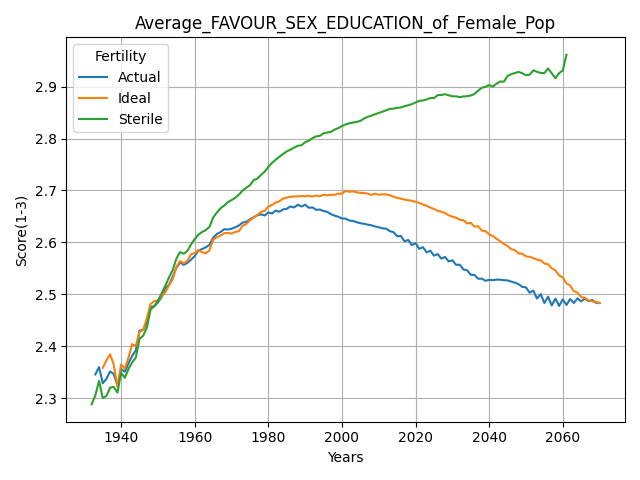 Average_FAVOUR_SEX_EDUCATION_of_Female_Pop
Fertility
Actual
Ideal
Sterile
Score(1-3)
2.9
2.8
2.7
2.6
2.5
2.4
2.3
1940 1960 1980 2000 2020 2040 2060
Years